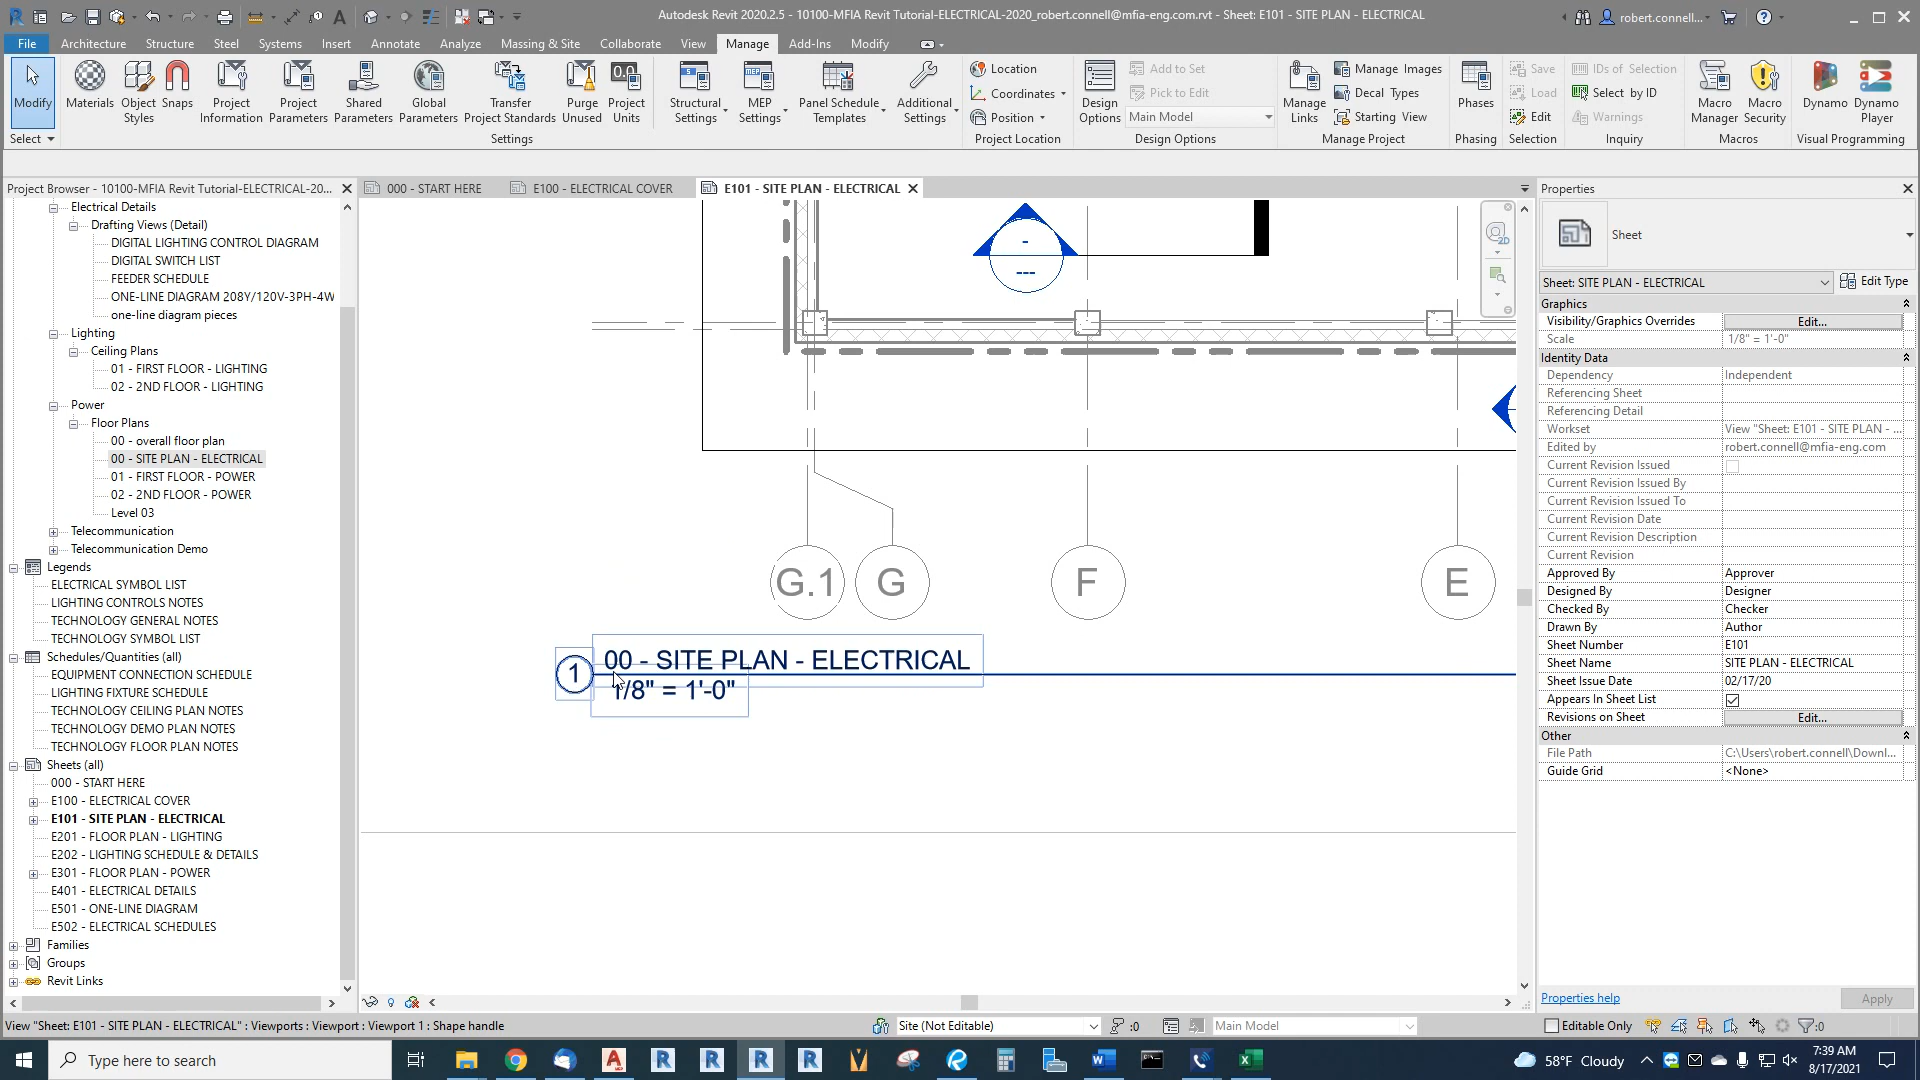 Autodesk Revit 2020.2.5 - 10100-MFIA Revit Tutorial-ELECTRICAL-2020_robert.connell@mfia-eng.com.rvt - Sheet: E101 - SITE PLAN - ELECTRICAL
robert.connell...
File Architecture Structure Steel Systems Insert Annotate Analyze Massing & Site Collaborate View Manage Add-Ins Modify
Modify
Materials
Object Styles
Snaps
Project Information
Project Parameters
Shared Parameters
Global Parameters
Transfer Project Standards
Purge Unused
Project Units
Structural Settings
MEP Settings
Panel Schedule Templates
Additional Settings
Location
Coordinates
Position
Design Options
Add to Set
Pick to Edit
Main Model
Manage Links
Manage Images
Decal Types
Starting View
Phases
Save
Load
Edit
IDs of Selection
Select by ID
Warnings
Macro Manager
Macro Security
Dynamo
Dynamo Player
Select
Settings
Project Location
Design Options
Manage Project
Phasing
Selection
Inquiry
Macros
Visual Programming
Project Browser - 10100-MFIA Revit Tutorial-ELECTRICAL-20...
000 - START HERE
E100 - ELECTRICAL COVER
E101 - SITE PLAN - ELECTRICAL
Electrical Details
Drafting Views (Detail)
DIGITAL LIGHTING CONTROL DIAGRAM
DIGITAL SWITCH LIST
FEEDER SCHEDULE
ONE-LINE DIAGRAM 208Y/120V-3PH-4W
one-line diagram pieces
Lighting
Ceiling Plans
01 - FIRST FLOOR - LIGHTING
02 - 2ND FLOOR - LIGHTING
Power
Floor Plans
00 - overall floor plan
00 - SITE PLAN - ELECTRICAL
01 - FIRST FLOOR - POWER
02 - 2ND FLOOR - POWER
Level 03
Telecommunication
Telecommunication Demo
Legends
ELECTRICAL SYMBOL LIST
LIGHTING CONTROLS NOTES
TECHNOLOGY GENERAL NOTES
TECHNOLOGY SYMBOL LIST
Schedules/Quantities (all)
EQUIPMENT CONNECTION SCHEDULE
LIGHTING FIXTURE SCHEDULE
TECHNOLOGY CEILING PLAN NOTES
TECHNOLOGY DEMO PLAN NOTES
TECHNOLOGY FLOOR PLAN NOTES
Sheets (all)
000 - START HERE
E100 - ELECTRICAL COVER
E101 - SITE PLAN - ELECTRICAL
E201 - FLOOR PLAN - LIGHTING
E202 - LIGHTING SCHEDULE & DETAILS
E301 - FLOOR PLAN - POWER
E401 - ELECTRICAL DETAILS
E501 - ONE-LINE DIAGRAM
E502 - ELECTRICAL SCHEDULES
Families
Groups
Revit Links
-
---
2D
G.1 G F E
1
00 - SITE PLAN - ELECTRICAL
1/8" = 1'-0"
Properties
Sheet
Sheet: SITE PLAN - ELECTRICAL Edit Type
Graphics
Visibility/Graphics Overrides Edit...
Scale 1/8" = 1'-0"
Identity Data
Dependency Independent
Referencing Sheet
Referencing Detail
Workset View "Sheet: E101 - SITE PLAN - ...
Edited by robert.connell@mfia-eng.com
Current Revision Issued
Current Revision Issued By
Current Revision Issued To
Current Revision Date
Current Revision Description
Current Revision
Approved By Approver
Designed By Designer
Checked By Checker
Drawn By Author
Sheet Number E101
Sheet Name SITE PLAN - ELECTRICAL
Sheet Issue Date 02/17/20
Appears In Sheet List
Revisions on Sheet Edit...
Other
File Path C:\Users\robert.connell\Downl...
Guide Grid <None>
Properties help Apply
View "Sheet: E101 - SITE PLAN - ELECTRICAL" : Viewports : Viewport : Viewport 1 : Shape handle
Site (Not Editable) :0 Main Model Editable Only :0
Type here to search
58°F Cloudy
7:39 AM
8/17/2021